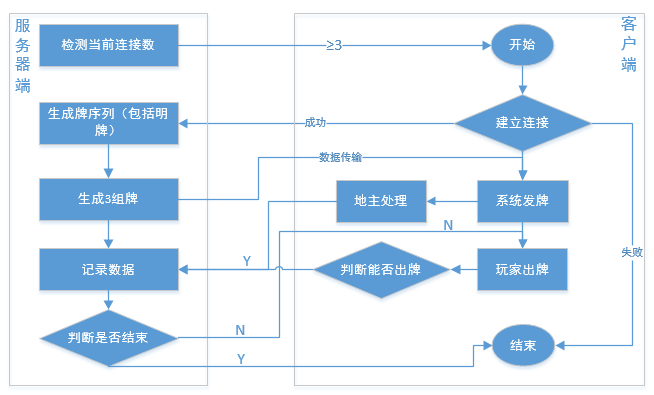 服
务
器
端
客
户
端
检测当前连接数
≥3
开始
生成牌序列（包括明
牌）
成功
建立连接
数据传输
生成3组牌
地主处理
系统发牌
N
失败
记录数据
Y
判断能否出牌
玩家出牌
判断是否结束
N
Y
结束